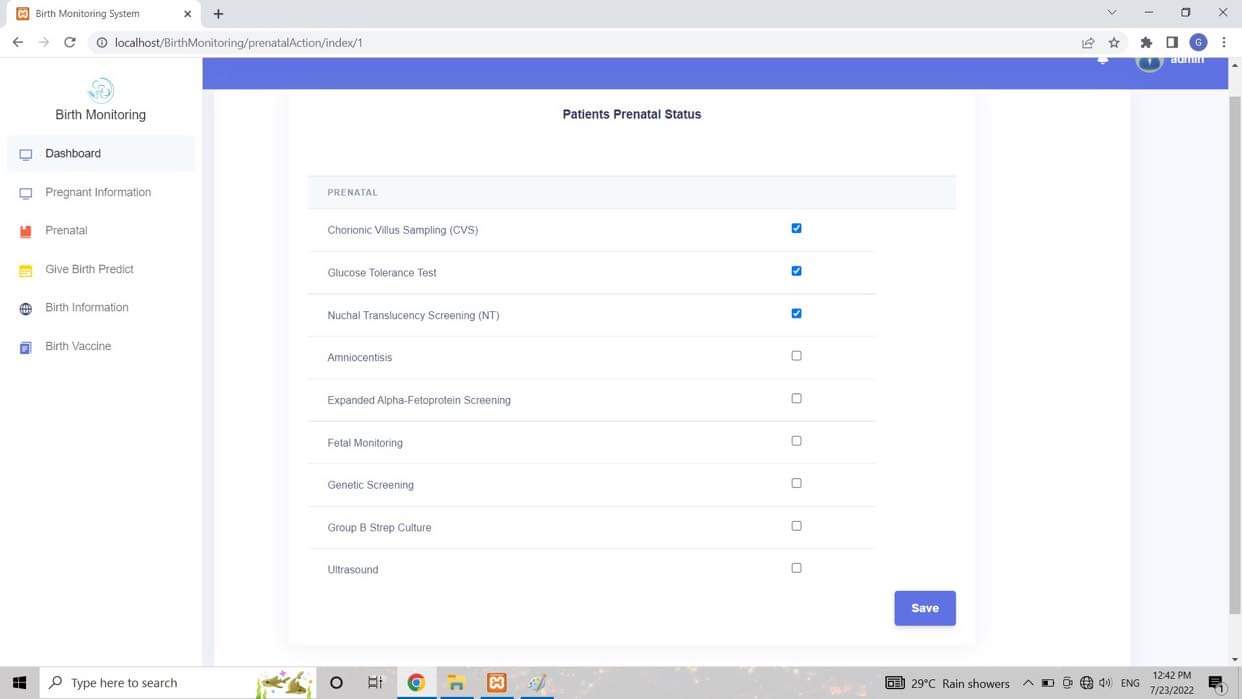 Birth Monitoring System
localhost/BirthMonitoring/prenatalAction/index/1
G
admin
Birth Monitoring
Dashboard
Pregnant Information
Prenatal
Give Birth Predict
Birth Information
Birth Vaccine
Patients Prenatal Status
PRENATAL
Chorionic Villus Sampling (CVS)
Glucose Tolerance Test
Nuchal Translucency Screening (NT)
Amniocentisis
Expanded Alpha-Fetoprotein Screening
Fetal Monitoring
Genetic Screening
Group B Strep Culture
Ultrasound
Save
Type here to search
29°C Rain showers
ENG
12:42 PM
7/23/2022
1